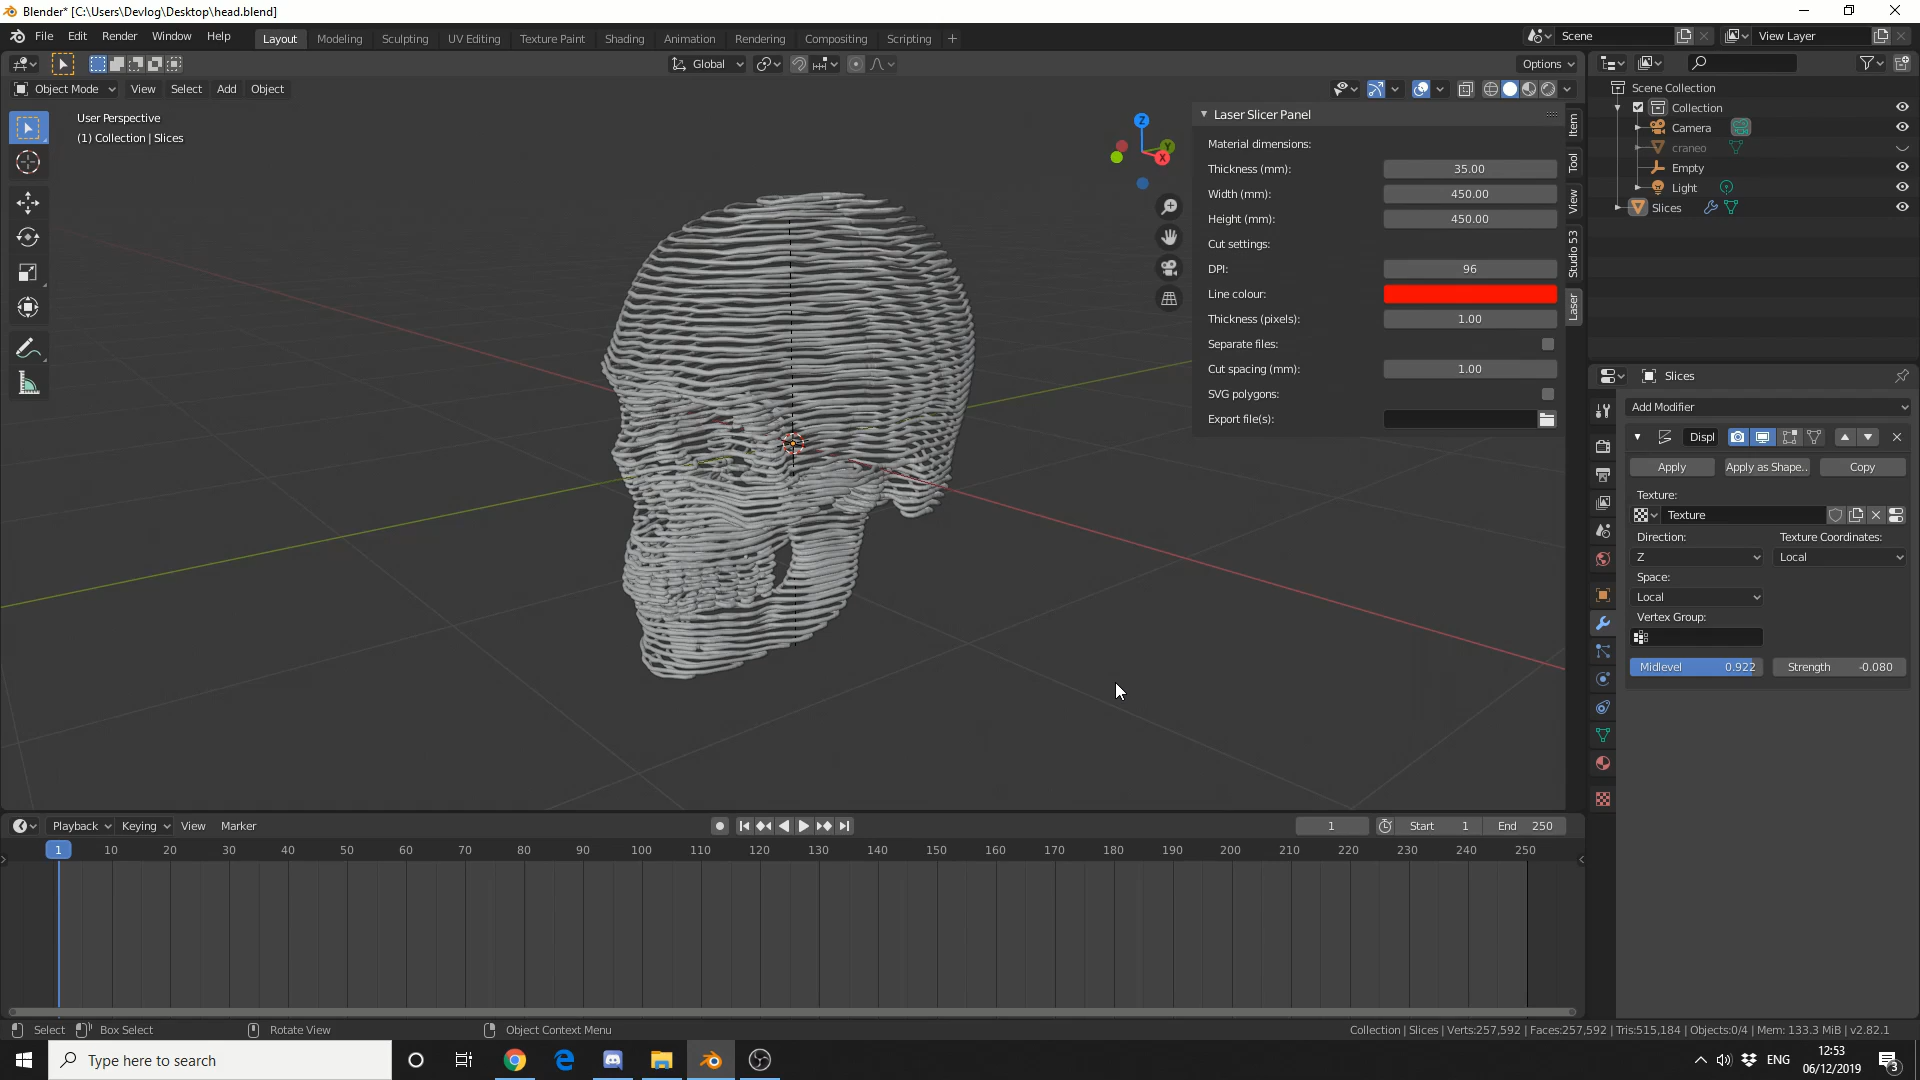 Blender* [C:\Users\Devlog\Desktop\head.blend]
File Edit Render Window Help
Layout Modeling Sculpting UV Editing Texture Paint Shading Animation Rendering Compositing Scripting +
Scene
View Layer
Global
Options
Object Mode View Select Add Object
User Perspective
(1) Collection | Slices
Z
Y
X
Laser Slicer Panel
Material dimensions:
Thickness (mm): 35.00
Width (mm): 450.00
Height (mm): 450.00
Cut settings:
DPI: 96
Line colour:
Thickness (pixels): 1.00
Separate files:
Cut spacing (mm): 1.00
SVG polygons:
Export file(s):
Item
Tool
View
Studio 53
Laser
Scene Collection
Collection
Camera
craneo
Empty
Light
Slices
Slices
Add Modifier
Displ
Apply Apply as Shape.. Copy
Texture:
Texture
Direction: Texture Coordinates:
Z Local
Space:
Local
Vertex Group:
Midlevel 0.922 Strength -0.080
Playback Keying View Marker
1 Start 1 End 250
1 10 20 30 40 50 60 70 80 90 100 110 120 130 140 150 160 170 180 190 200 210 220 230 240 250
Select Box Select Rotate View Object Context Menu
Collection | Slices | Verts:257,592 | Faces:257,592 | Tris:515,184 | Objects:0/4 | Mem: 133.3 MiB | v2.82.1
Type here to search
ENG
12:53
06/12/2019
3